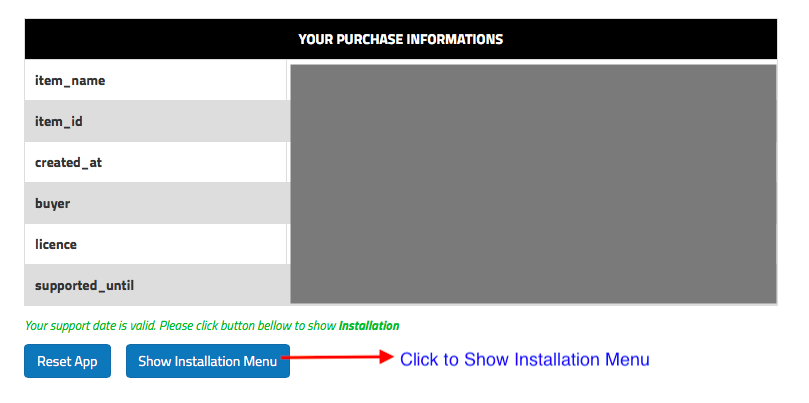 YOUR PURCHASE INFORMATIONS
item_name
item_id
created_at
buyer
licence
supported_until
Your support date is valid. Please click button bellow to show Installation
Reset App
Show Installation Menu
Click to Show Installation Menu